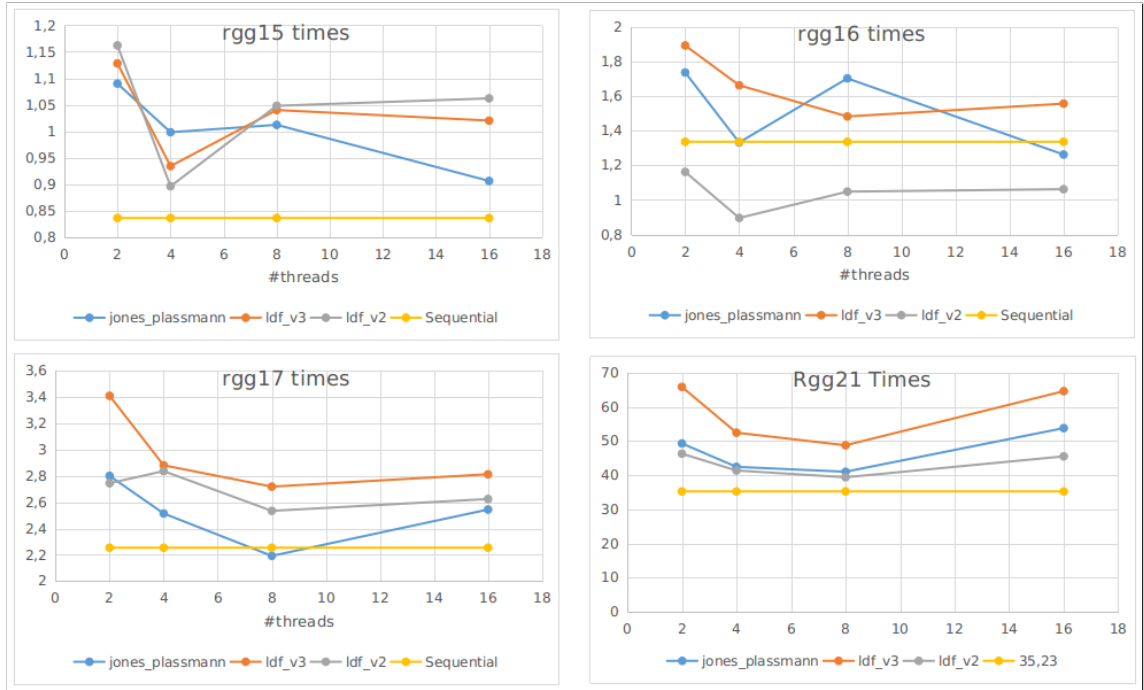 rgg15 times
1,2
1,15
1,1
1,05
1
0,95
0,9
0,85
0,8
0 2 4 6 8 10 12 14 16 18
#threads
jones_plassmann ldf_v3 ldf_v2 Sequential
rgg16 times
2
1,8
1,6
1,4
1,2
1
0,8
0 2 4 6 8 10 12 14 16 18
#threads
jones_plassmann ldf_v3 ldf_v2 Sequential
rgg17 times
3,6
3,4
3,2
3
2,8
2,6
2,4
2,2
2
0 2 4 6 8 10 12 14 16 18
#threads
jones_plassmann ldf_v3 ldf_v2 Sequential
Rgg21 Times
70
60
50
40
30
20
10
0
0 2 4 6 8 10 12 14 16 18
jones_plassmann ldf_v3 ldf_v2 35,23